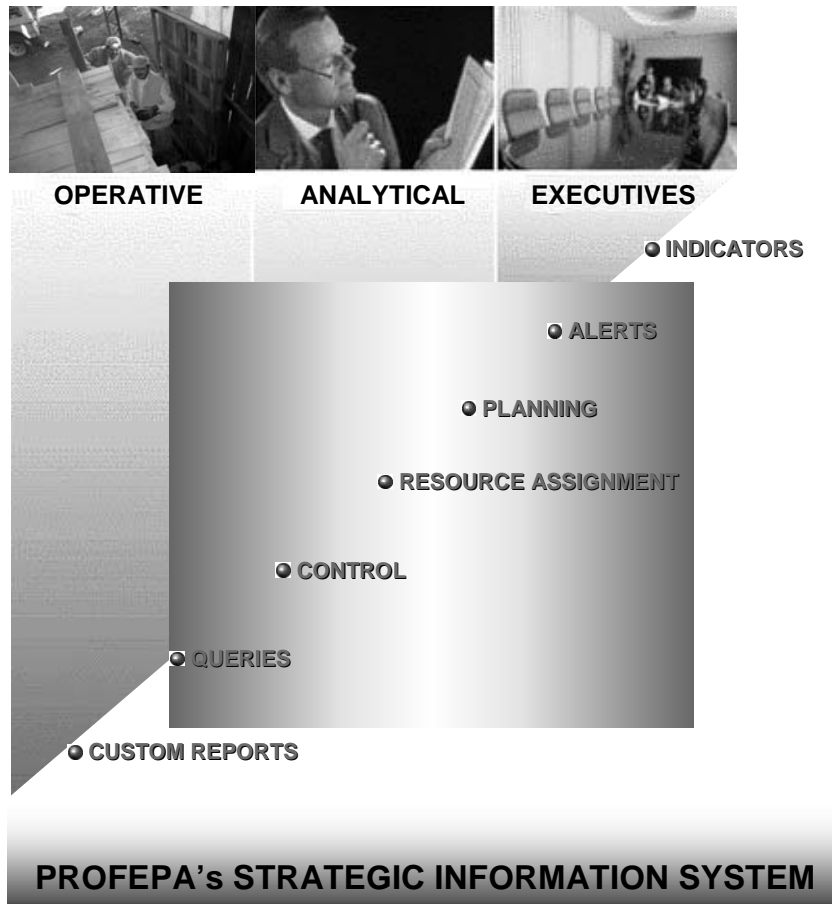 OPERATIVE ANALYTICAL EXECUTIVES
INDICATORS
ALERTS
PLANNING
RESOURCE ASSIGNMENT
CONTROL
QUERIES
CUSTOM REPORTS
PROFEPA's STRATEGIC INFORMATION SYSTEM